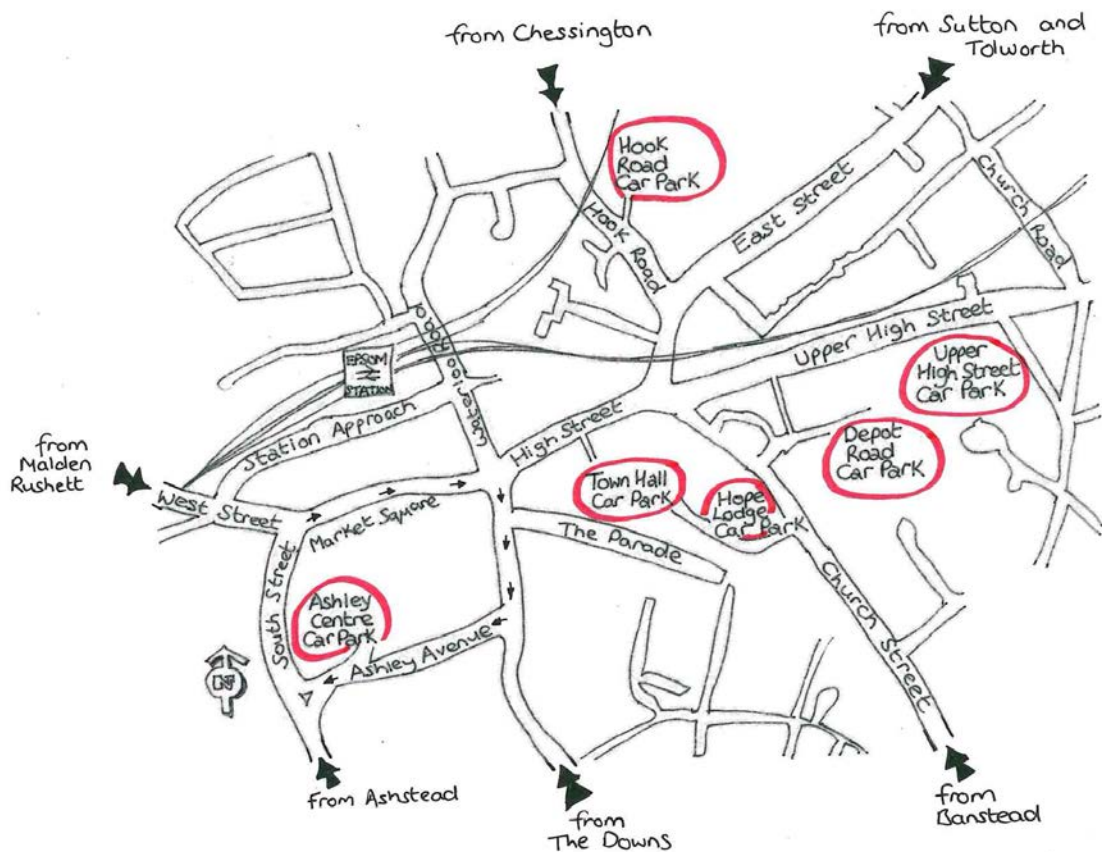 from Chessington
from Sutton and
Tolworth
Hook
Road
Car Park
Hook Road
East Street
Church Road
Waterloo Road
EPSOM
STATION
Upper High Street
Upper
High Street
Car Park
Station Approach
High Street
from
Malden
Rushett
West Street
Depot
Road
Car Park
Town Hall
Car Park
Hope
Lodge
Car Park
Market Square
The Parade
South Street
Ashley
Centre
Car Park
Ashley Avenue
Church Street
N
from Ashstead
from
The Downs
from
Banstead